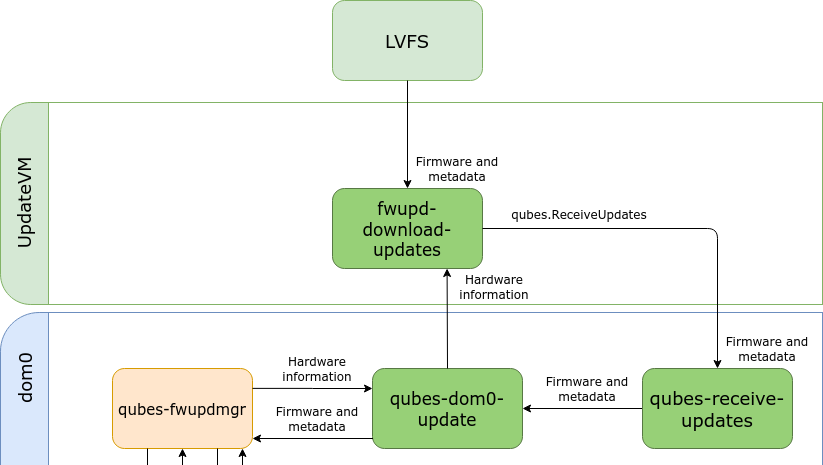 LVFS
UpdateVM
Firmware and
metadata
fwupd-
download-
updates
qubes.ReceiveUpdates
Hardware
information
dom0
Firmware and
metadata
qubes-fwupdmgr
Hardware
information
Firmware and
metadata
qubes-dom0-
update
Firmware and
metadata
qubes-receive-
updates